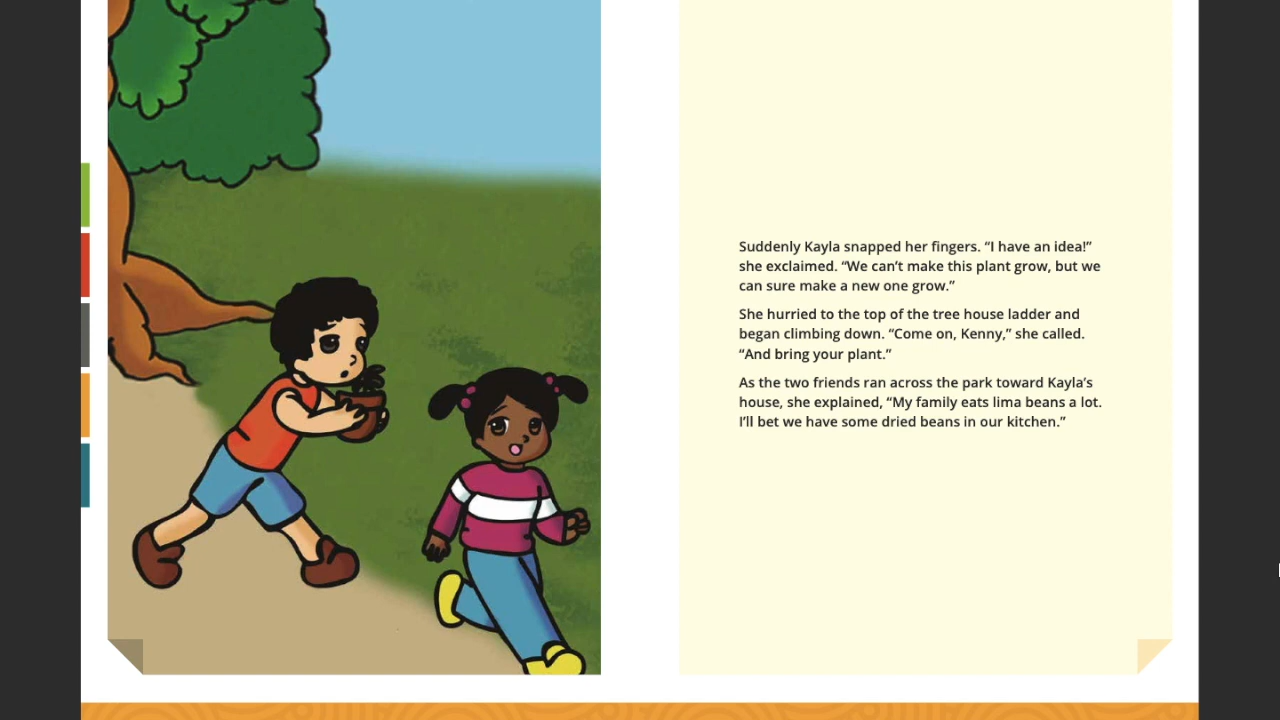 Suddenly Kayla snapped her fingers. “I have an idea!”
she exclaimed. “We can’t make this plant grow, but we
can sure make a new one grow.”
She hurried to the top of the tree house ladder and
began climbing down. “Come on, Kenny,” she called.
“And bring your plant.”
As the two friends ran across the park toward Kayla’s
house, she explained, “My family eats lima beans a lot.
I’ll bet we have some dried beans in our kitchen.”